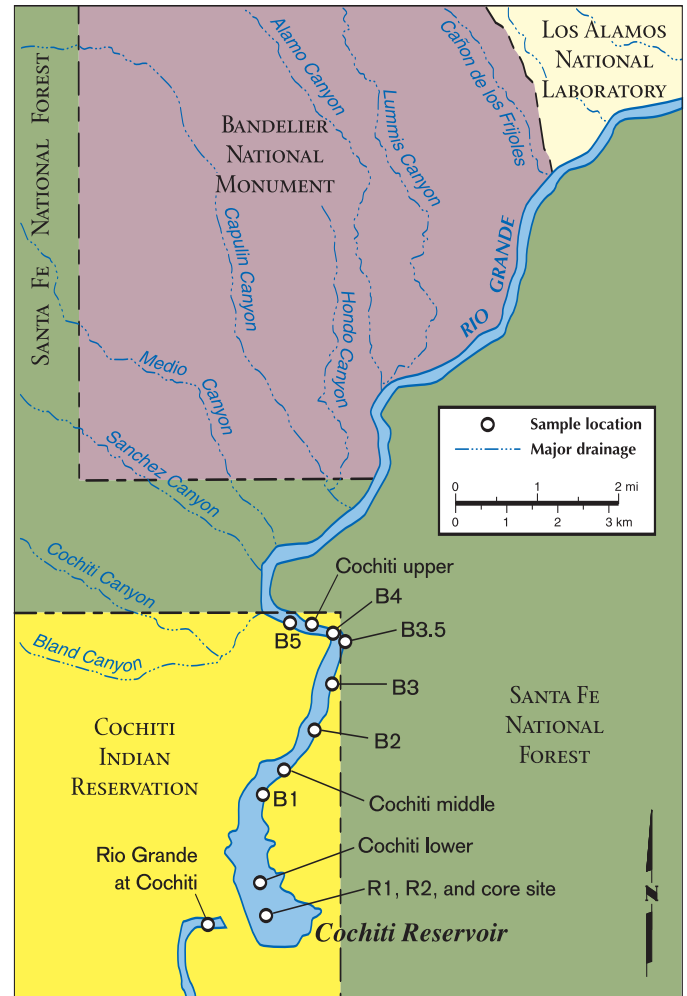 LOS ALAMOS
NATIONAL
LABORATORY
SANTA FE NATIONAL FOREST
BANDELIER
NATIONAL
MONUMENT
Alamo Canyon
Lummis Canyon
Cañon de los Frijoles
Capulin Canyon
Hondo Canyon
RIO GRANDE
Medio Canyon
Sanchez Canyon
Cochiti Canyon
Bland Canyon
Sample location
Major drainage
0 1 2 mi
0 1 2 3 km
Cochiti upper
B4
B5
B3.5
B3
B2
SANTA FE
NATIONAL
FOREST
COCHITI
INDIAN
RESERVATION
B1
Cochiti middle
Cochiti lower
Rio Grande
at Cochiti
R1, R2, and core site
Cochiti Reservoir
N